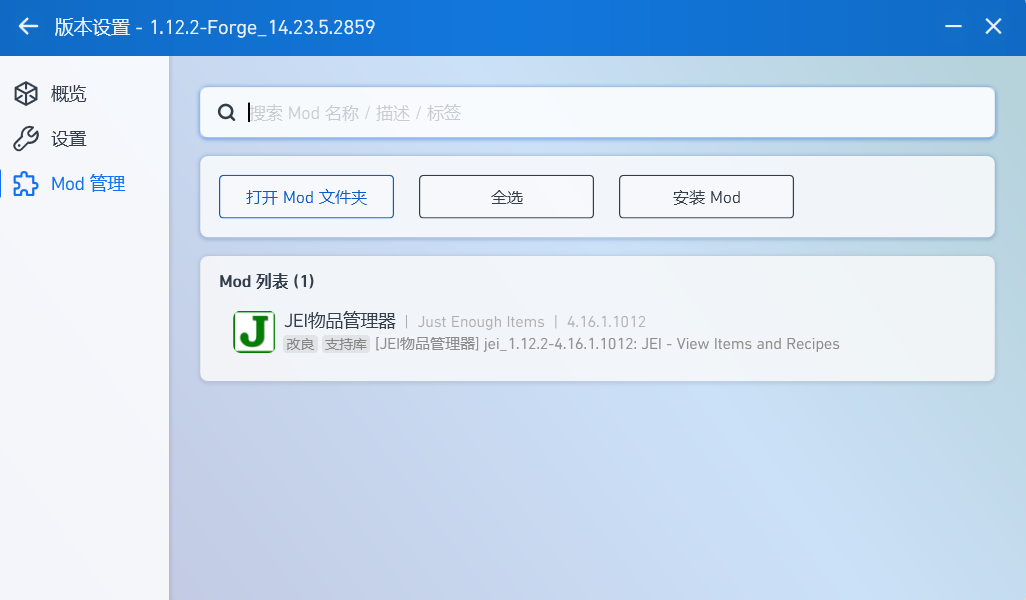 版本设置 - 1.12.2-Forge_14.23.5.2859
概览
设置
Mod 管理
搜索 Mod 名称 / 描述 / 标签
打开 Mod 文件夹
全选
安装 Mod
Mod 列表 (1)
J
JEI物品管理器 | Just Enough Items | 4.16.1.1012
改良 支持库 [JEI物品管理器] jei_1.12.2-4.16.1.1012: JEI - View Items and Recipes